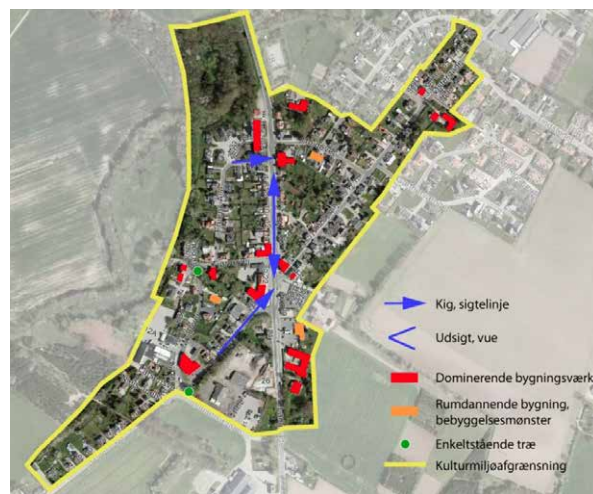 Kig, sigtelinje
Udsigt, vue
Dominerende bygningsværk
Rumdannende bygning,
bebyggelsesmønster
Enkeltstående træ
Kulturmiljøafgrænsning